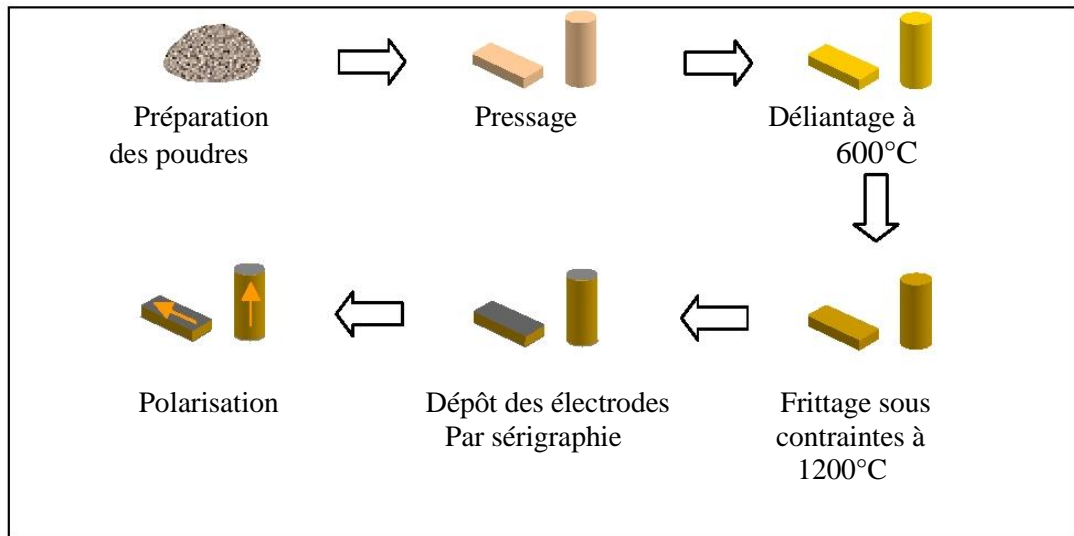 Préparation
des poudres
Pressage
Déliantage à
600°C
Frittage sous
contraintes à
1200°C
Dépôt des électrodes
Par sérigraphie
Polarisation